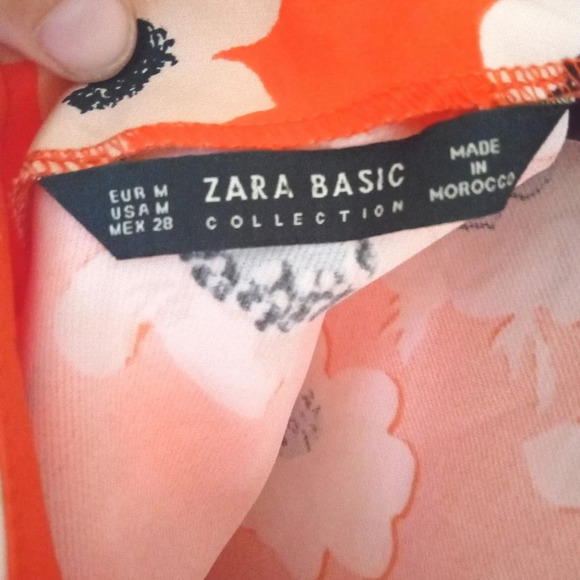 EUR M
USA M
MEX 28
ZARA BASIC
COLLECTION
MADE
IN
MOROCCO